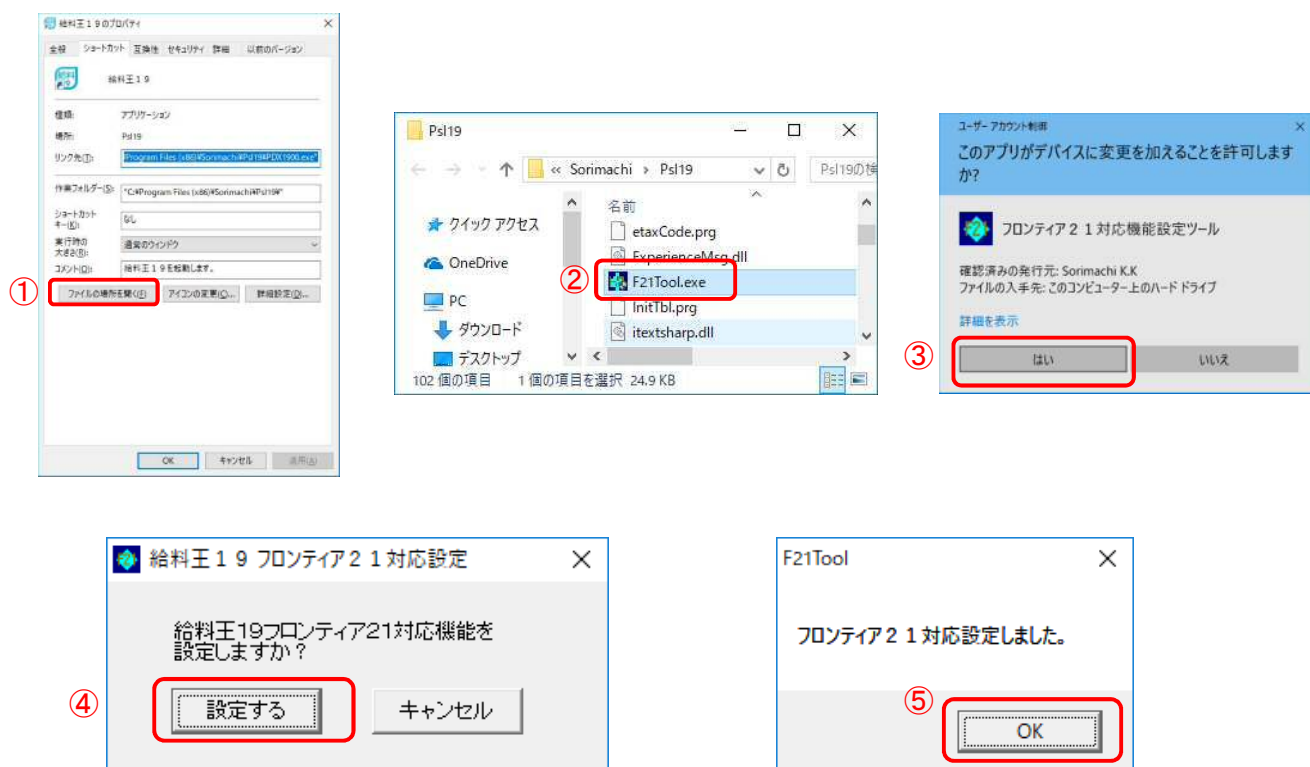 給料王19のプロパティ
全般 ショートカット 互換性 セキュリティ 詳細 以前のバージョン
給料王19
種類: アプリケーション
場所: Psl19
リンク先(T): Program Files (x86)¥Sorimachi¥Psl19¥PDX1900.exe"
作業フォルダー(S): "C:¥Program Files (x86)¥Sorimachi¥Psl19¥"
ショートカット
キー(K): なし
実行時の
大きさ(R): 通常のウィンドウ
コメント(O): 給料王19を起動します。
① ファイルの場所を開く(F) アイコンの変更(C)... 詳細設定(D)...
OK キャンセル 適用(A)
Psl19
« Sorimachi › Psl19 Psl19の検
名前
クイック アクセス
OneDrive
PC
ダウンロード
デスクトップ
etaxCode.prg
ExperienceMsg.dll
② F21Tool.exe
InitTbl.prg
itextsharp.dll
102 個の項目 1 個の項目を選択 24.9 KB
ユーザー アカウント制御
このアプリがデバイスに変更を加えることを許可します
か?
フロンティア21対応機能設定ツール
確認済みの発行元: Sorimachi K.K
ファイルの入手先: このコンピューター上のハード ドライブ
詳細を表示
③ はい いいえ
給料王19 フロンティア21対応設定
給料王19フロンティア21対応機能を
設定しますか?
④ 設定する キャンセル
F21Tool
フロンティア21対応設定しました。
⑤
OK